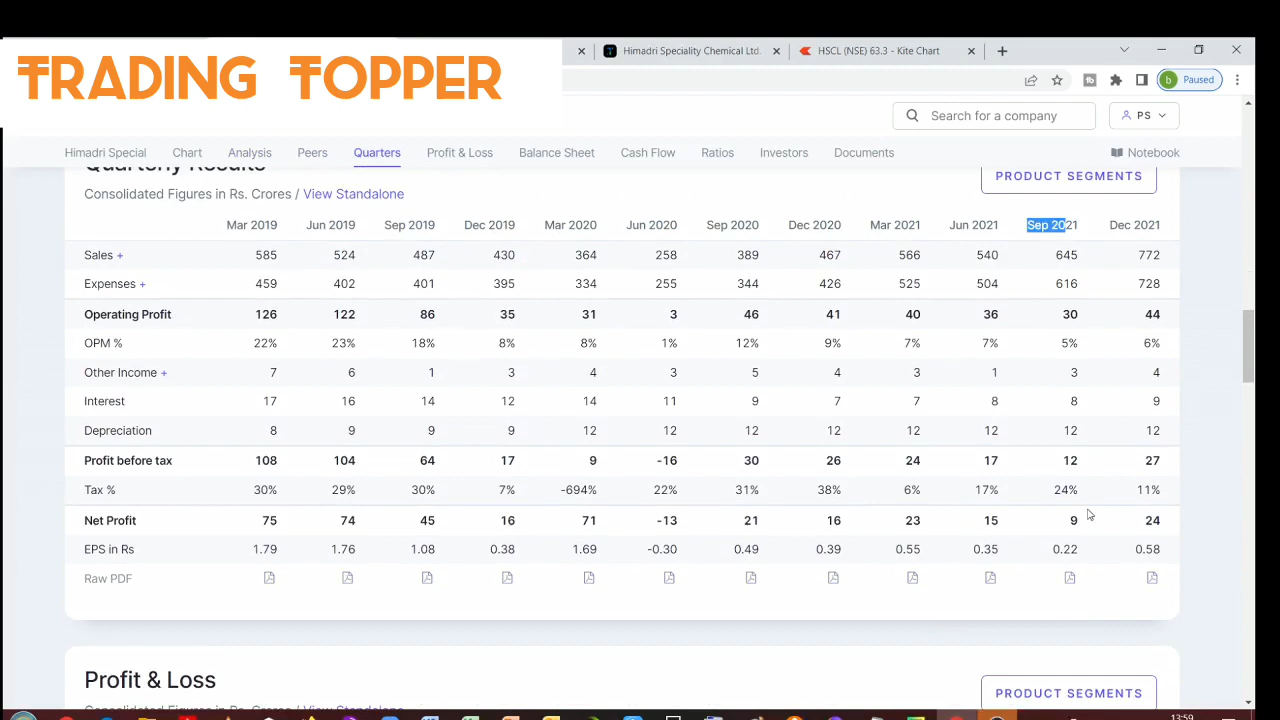 TRADING TOPPER
Himadri Speciality Chemical Ltd.
HSCL (NSE) 63.3 - Kite Chart
b Paused
Search for a company
PS
Himadri Special Chart Analysis Peers Quarters Profit & Loss Balance Sheet Cash Flow Ratios Investors Documents Notebook
Quarterly Results
PRODUCT SEGMENTS
Consolidated Figures in Rs. Crores / View Standalone
Mar 2019 Jun 2019 Sep 2019 Dec 2019 Mar 2020 Jun 2020 Sep 2020 Dec 2020 Mar 2021 Jun 2021 Sep 2021 Dec 2021
Sales + 585 524 487 430 364 258 389 467 566 540 645 772
Expenses + 459 402 401 395 334 255 344 426 525 504 616 728
Operating Profit 126 122 86 35 31 3 46 41 40 36 30 44
OPM % 22% 23% 18% 8% 8% 1% 12% 9% 7% 7% 5% 6%
Other Income + 7 6 1 3 4 3 5 4 3 1 3 4
Interest 17 16 14 12 14 11 9 7 7 8 8 9
Depreciation 8 9 9 9 12 12 12 12 12 12 12 12
Profit before tax 108 104 64 17 9 -16 30 26 24 17 12 27
Tax % 30% 29% 30% 7% -694% 22% 31% 38% 6% 17% 24% 11%
Net Profit 75 74 45 16 71 -13 21 16 23 15 9 24
EPS in Rs 1.79 1.76 1.08 0.38 1.69 -0.30 0.49 0.39 0.55 0.35 0.22 0.58
Raw PDF
Profit & Loss
PRODUCT SEGMENTS
Consolidated Figures in Rs. Crores / View Standalone
13:59